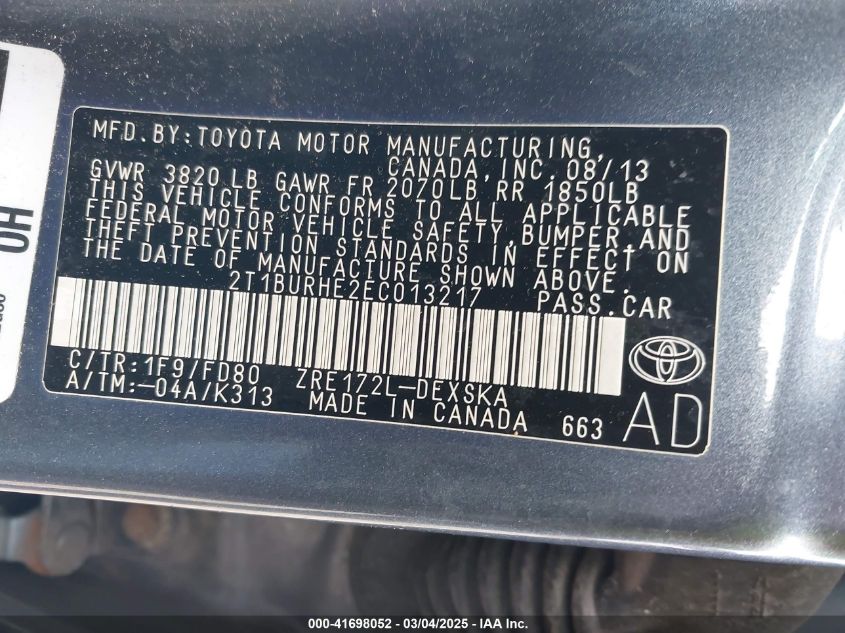 MFD.BY:TOYOTA MOTOR MANUFACTURING,
CANADA,INC. 08/13
GVWR 3820 LB GAWR FR 2070LB, RR 1850LB
THIS VEHICLE CONFORMS TO ALL APPLICABLE
FEDERAL MOTOR VEHICLE SAFETY,BUMPER,AND
THEFT PREVENTION STANDARDS IN EFFECT ON
THE DATE OF MANUFACTURE SHOWN ABOVE.
2T1BURHE2EC013217 PASS.CAR
C/TR:1F9/FD80 ZRE172L-DEXSKA
A/TM:-04A/K313 MADE IN CANADA 663 AD
HO
000-41698052 - 03/04/2025 - IAA Inc.